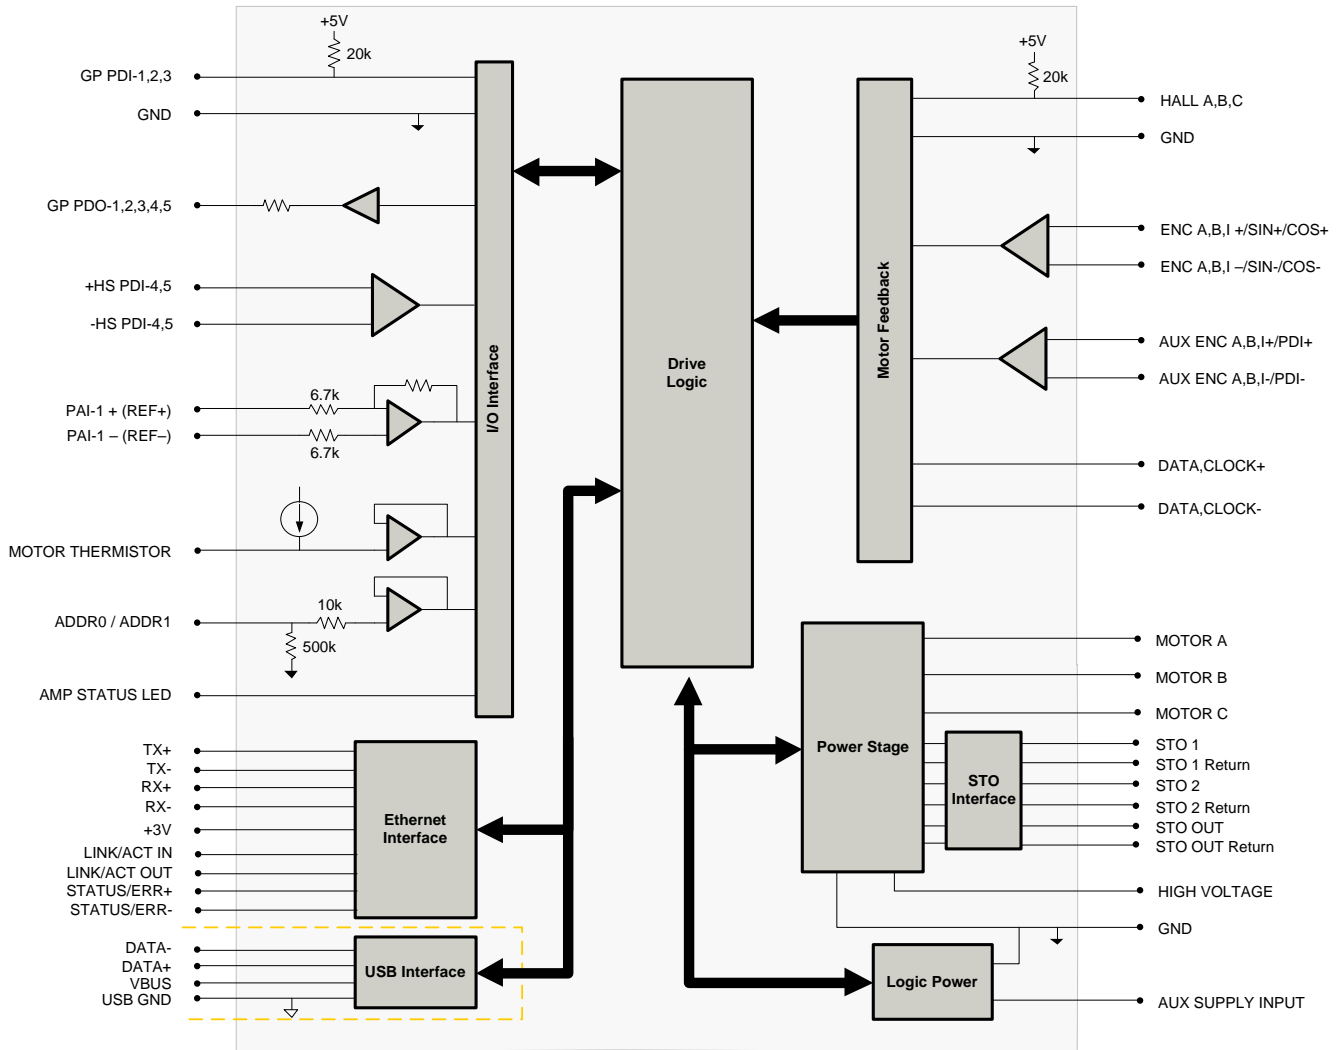 +5V
20k
GP PDI-1,2,3
GND
GP PDO-1,2,3,4,5
+HS PDI-4,5
-HS PDI-4,5
6.7k
PAI-1 + (REF+)
PAI-1 – (REF–)
6.7k
MOTOR THERMISTOR
10k
ADDR0 / ADDR1
500k
AMP STATUS LED
I/O Interface
TX+
TX-
RX+
RX-
+3V
LINK/ACT IN
LINK/ACT OUT
STATUS/ERR+
STATUS/ERR-
Ethernet
Interface
DATA-
DATA+
VBUS
USB GND
USB Interface
Drive
Logic
Motor Feedback
+5V
20k
HALL A,B,C
GND
ENC A,B,I +/SIN+/COS+
ENC A,B,I –/SIN-/COS-
AUX ENC A,B,I+/PDI+
AUX ENC A,B,I-/PDI-
DATA,CLOCK+
DATA,CLOCK-
Power Stage
MOTOR A
MOTOR B
MOTOR C
STO
Interface
STO 1
STO 1 Return
STO 2
STO 2 Return
STO OUT
STO OUT Return
HIGH VOLTAGE
GND
Logic Power
AUX SUPPLY INPUT